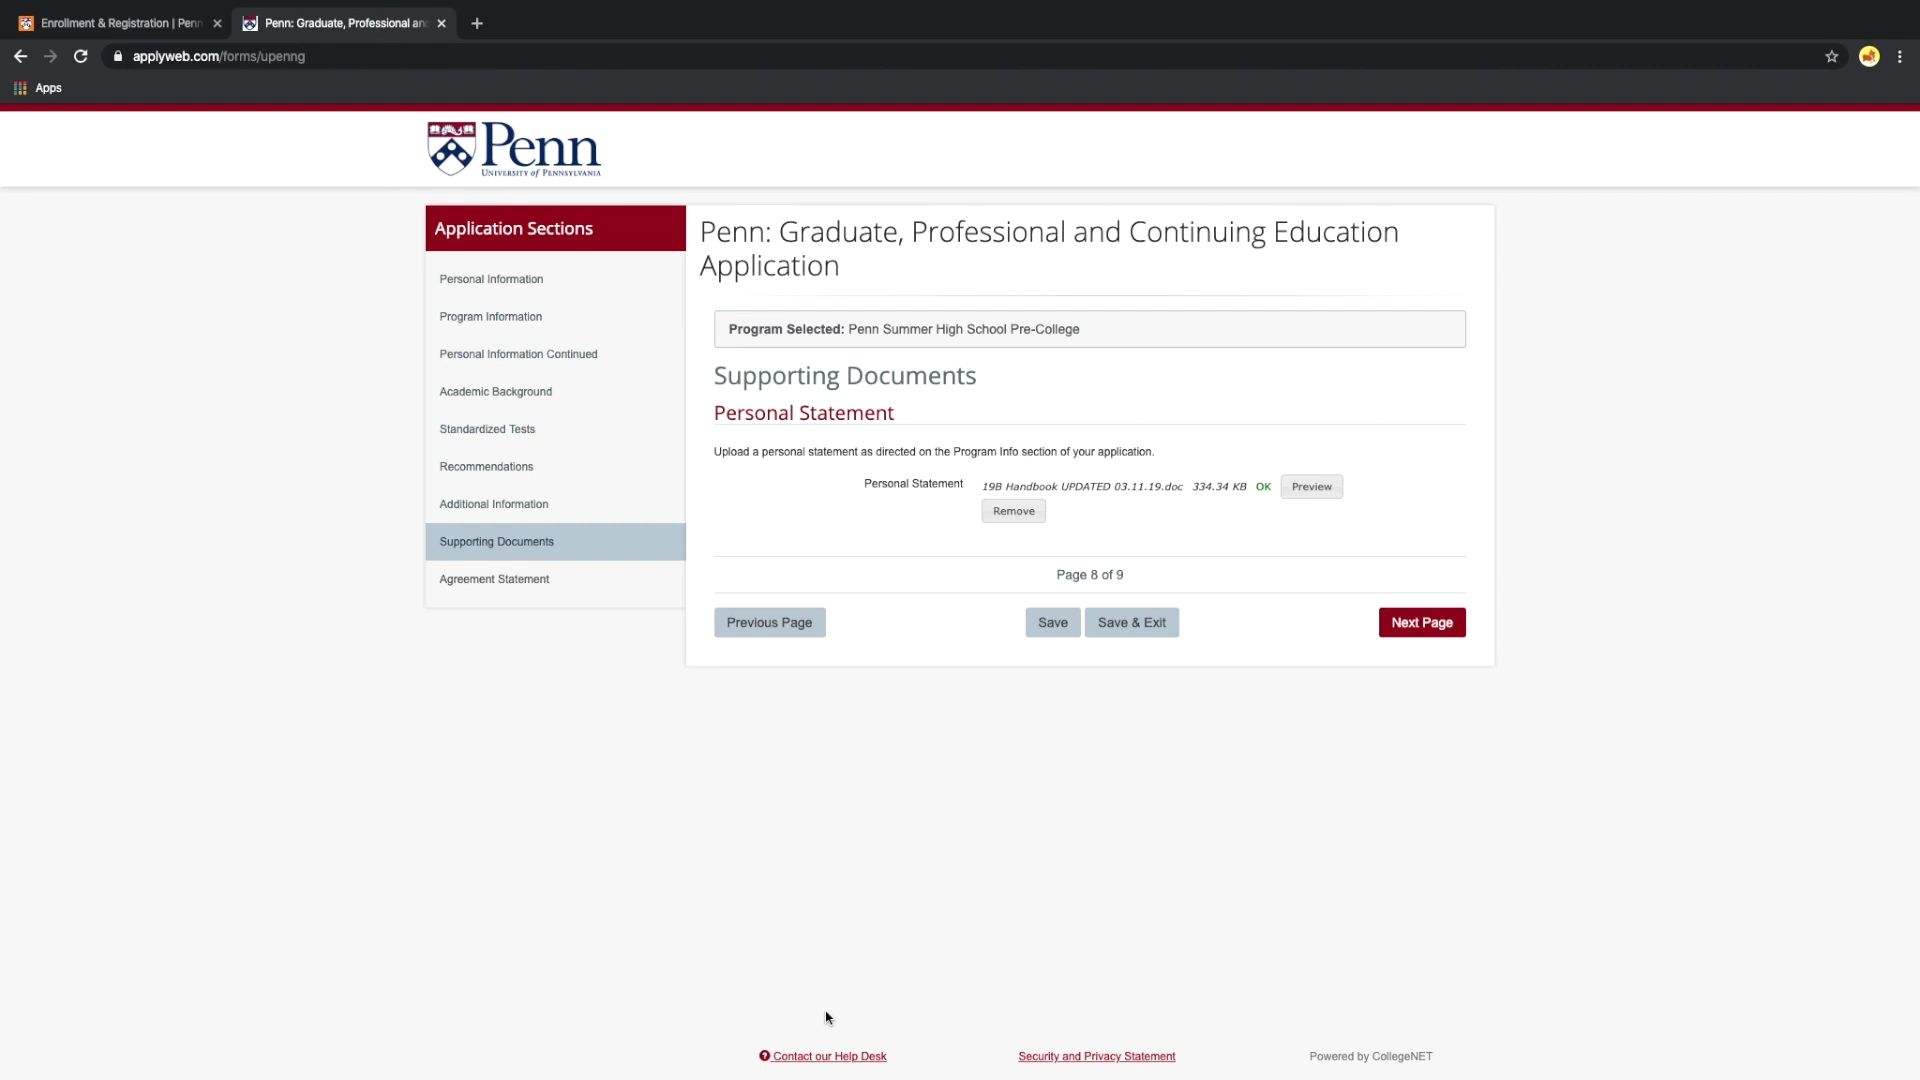 Enrollment & Registration | Penn
Penn: Graduate, Professional and
applyweb.com/forms/upenng
Apps
Penn
University of Pennsylvania
Application Sections
Personal Information
Program Information
Personal Information Continued
Academic Background
Standardized Tests
Recommendations
Additional Information
Supporting Documents
Agreement Statement
Penn: Graduate, Professional and Continuing Education
Application
Program Selected: Penn Summer High School Pre-College
Supporting Documents
Personal Statement
Upload a personal statement as directed on the Program Info section of your application.
Personal Statement 19B Handbook UPDATED 03.11.19.doc 334.34 KB OK Preview
Remove
Page 8 of 9
Previous Page Save Save & Exit Next Page
Contact our Help Desk Security and Privacy Statement Powered by CollegeNET